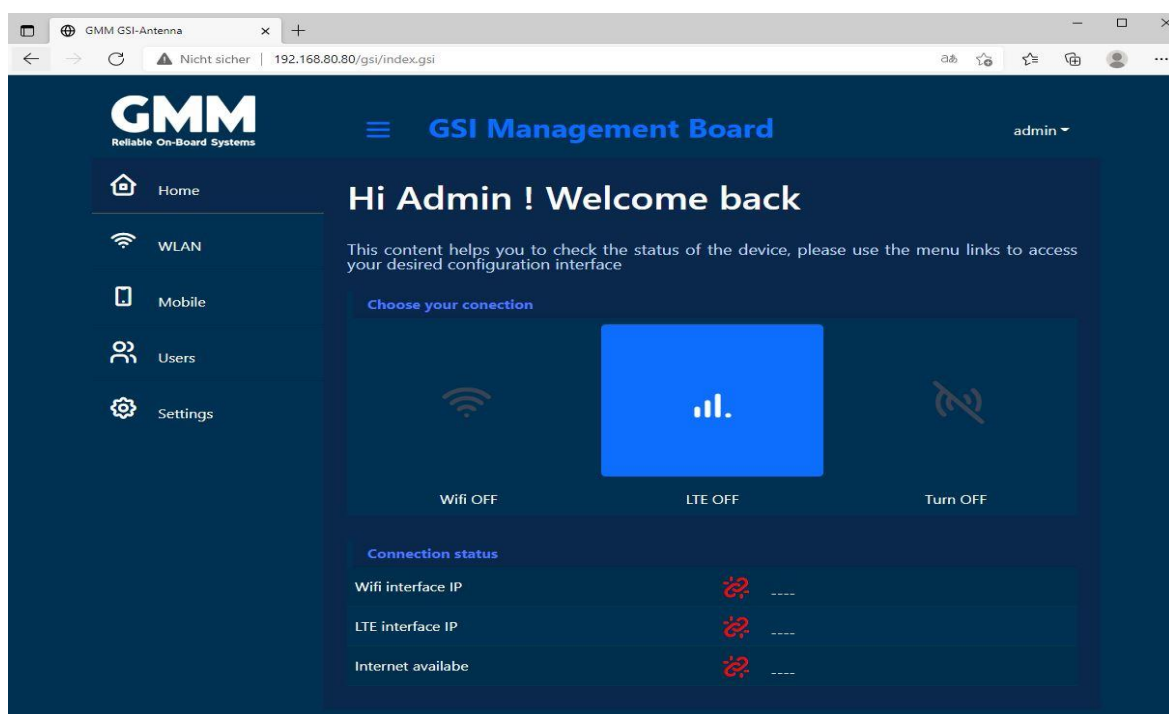 GMM GSI-Antenna
Nicht sicher | 192.168.80.80/gsi/index.gsi
GMM
Reliable On-Board Systems
GSI Management Board
admin
Home
WLAN
Mobile
Users
Settings
Hi Admin ! Welcome back
This content helps you to check the status of the device, please use the menu links to access
your desired configuration interface
Choose your conection
Wifi OFF
LTE OFF
Turn OFF
Connection status
Wifi interface IP ----
LTE interface IP ----
Internet availabe ----